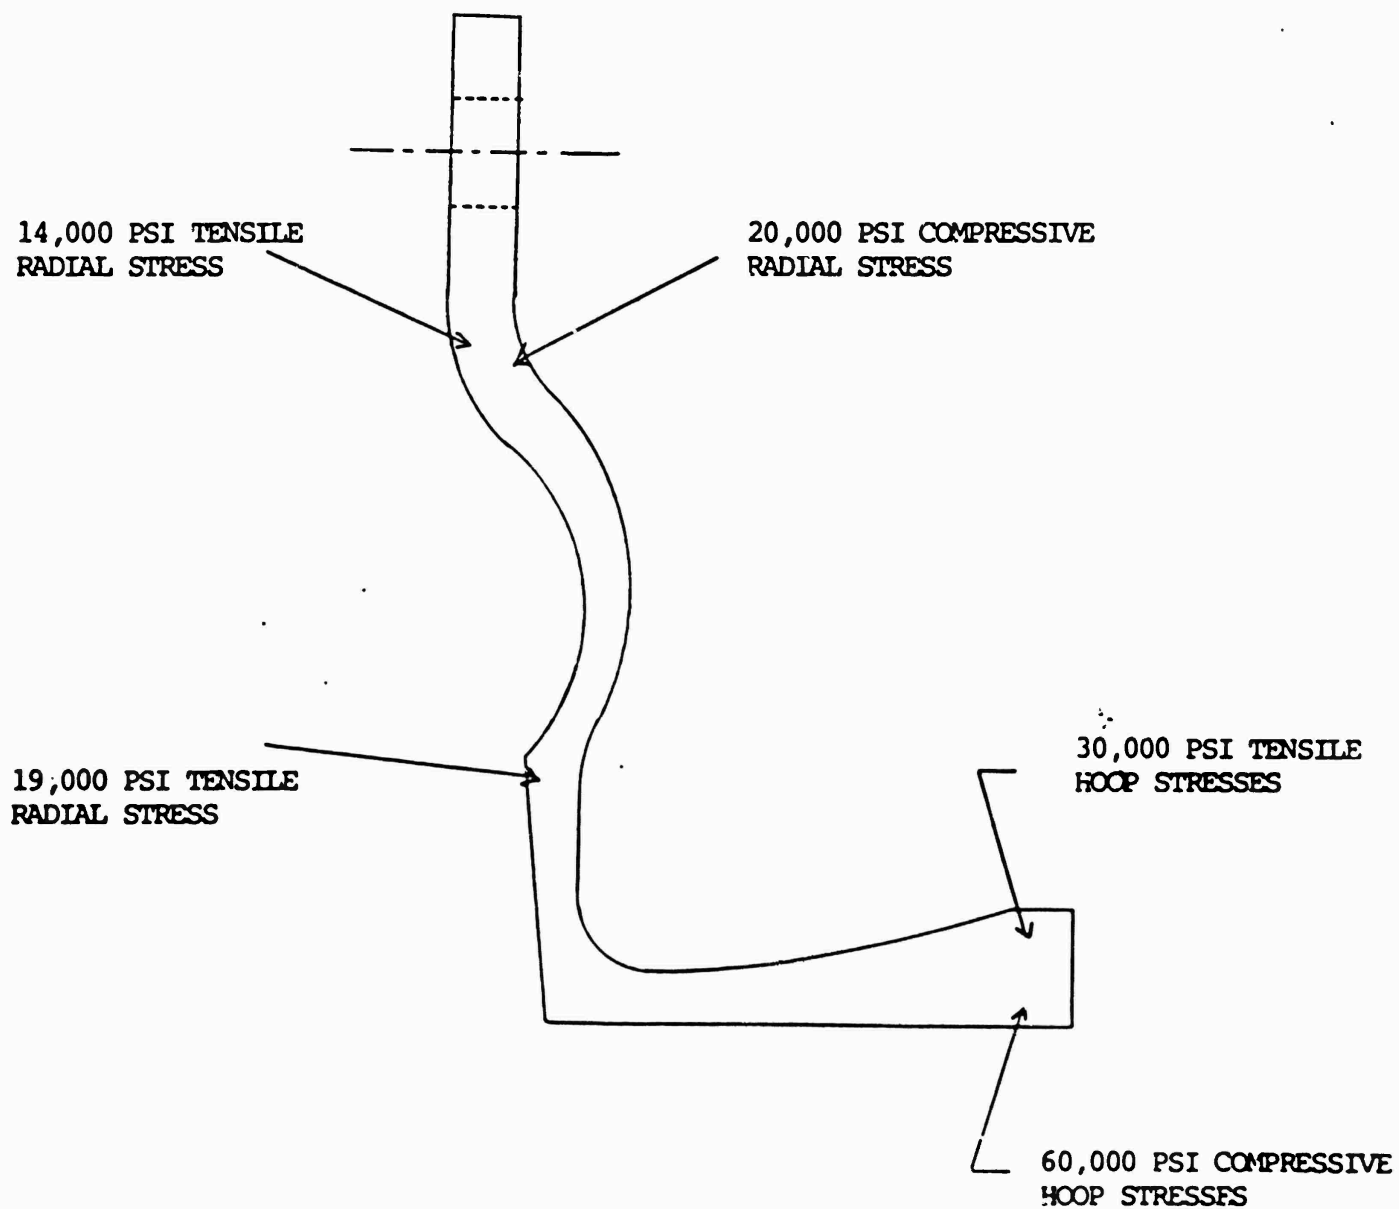 14,000 PSI TENSILE
RADIAL STRESS
20,000 PSI COMPRESSIVE
RADIAL STRESS
19,000 PSI TENSILE
RADIAL STRESS
30,000 PSI TENSILE
HOOP STRESSES
60,000 PSI COMPRESSIVE
HOOP STRESSES